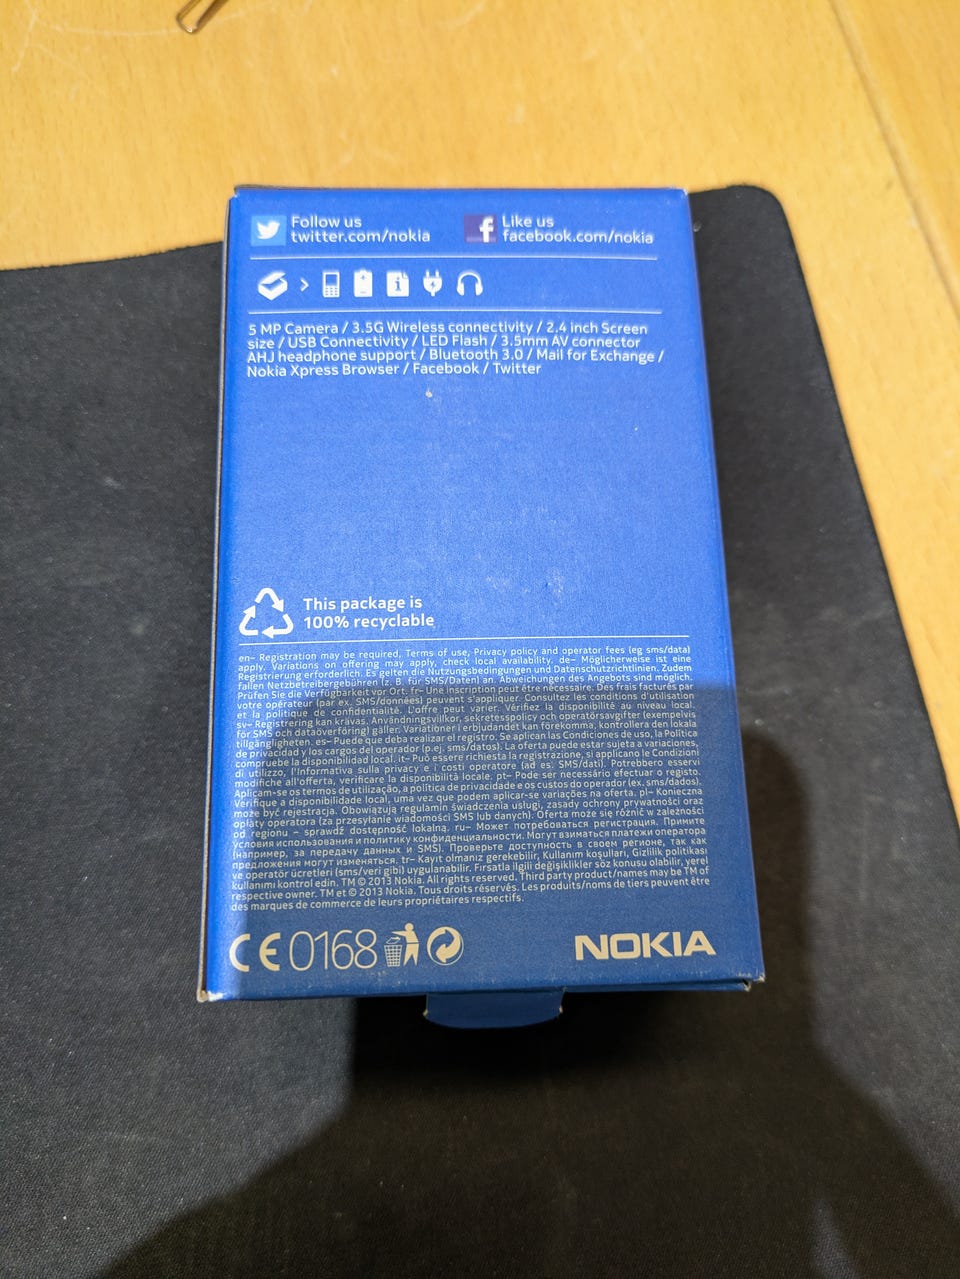 Follow us
twitter.com/nokia
Like us
facebook.com/nokia
5 MP Camera / 3.5G Wireless connectivity / 2.4 inch Screen
size / USB Connectivity / LED Flash / 3.5mm AV connector
AHJ headphone support / Bluetooth 3.0 / Mail for Exchange /
Nokia Xpress Browser / Facebook / Twitter
This package is
100% recyclable
en– Registration may be required, Terms of use, Privacy policy and operator fees (eg sms/data)
apply. Variations on offering may apply, check local availability. de– Möglicherweise ist eine
Registrierung erforderlich. Es gelten die Nutzungsbedingungen und Datenschutzrichtlinien. Zudem
fallen Netzbetreibergebühren (z. B. für SMS/Daten) an. Abweichungen des Angebots sind möglich.
Prüfen Sie die Verfügbarkeit vor Ort. fr– Une inscription peut être nécessaire. Des frais facturés par
votre opérateur (par ex. SMS/données) peuvent s'appliquer. Consultez les conditions d'utilisation
et la politique de confidentialité. L'offre peut varier. Vérifiez la disponibilité au niveau local.
sv– Registrering kan krävas. Användningsvillkor, sekretesspolicy och operatörsavgifter (exempelvis
för SMS och dataöverföring) gäller. Variationer i erbjudandet kan förekomma, kontrollera den lokala
tillgängligheten. es– Puede que deba realizar el registro. Se aplican las Condiciones de uso, la Política
de privacidad y los cargos del operador (p.ej. sms/datos). La oferta puede estar sujeta a variaciones,
compruebe la disponibilidad local. it– Può essere richiesta la registrazione, si applicano le Condizioni
di utilizzo, l'Informativa sulla privacy e i costi operatore (ad es. SMS/dati). Potrebbero esservi
modifiche all'offerta, verificare la disponibilità locale. pt– Pode ser necessário efectuar o registo.
Aplicam-se os termos de utilização, a política de privacidade e os custos do operador (ex. sms/dados).
Verifique a disponibilidade local, uma vez que podem aplicar-se variações na oferta. pl– Konieczna
może być rejestracja. Obowiązują regulamin świadczenia usługi, zasady ochrony prywatności oraz
opłaty operatora (za przesyłanie wiadomości SMS lub danych). Oferta może się różnić w zależności
od regionu – sprawdź dostępność lokalną. ru– Может потребоваться регистрация. Примите
условия использования и политику конфиденциальности. Могут взиматься платежи оператора
(например, за передачу данных и SMS). Проверьте доступность в своем регионе, так как
предложения могут изменяться. tr– Kayıt olmanız gerekebilir, Kullanım koşulları, Gizlilik politikası
ve operatör ücretleri (sms/veri gibi) uygulanabilir. Fırsatla ilgili değişiklikler söz konusu olabilir, yerel
kullanımı kontrol edin. TM © 2013 Nokia. All rights reserved. Third party product/names may be TM of
respective owner. TM et © 2013 Nokia. Tous droits réservés. Les produits/noms de tiers peuvent être
des marques de commerce de leurs propriétaires respectifs.
CE 0168
NOKIA